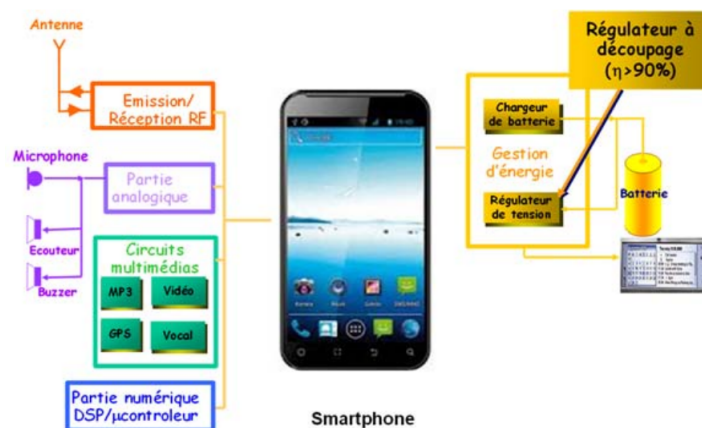 Antenne
Emission/
Réception RF
Microphone
Partie
analogique
Ecouteur
Buzzer
Circuits
multimédias
MP3
Vidéo
GPS
Vocal
Partie numérique
DSP/µcontroleur
Smartphone
Régulateur à
découpage
(η>90%)
Chargeur
de batterie
Gestion
d'énergie
Régulateur
de tension
Batterie